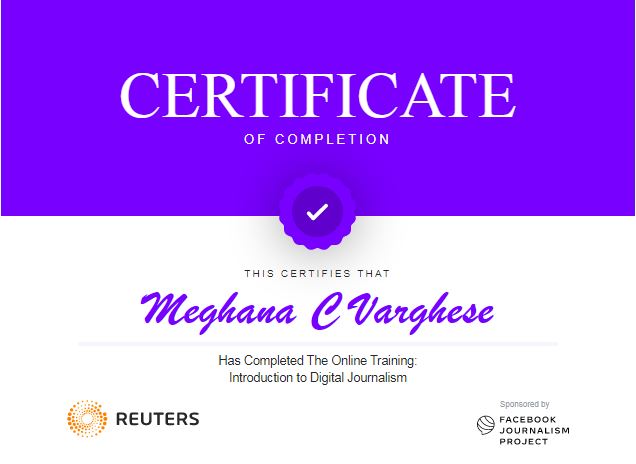 CERTIFICATE
OF COMPLETION
THIS CERTIFIES THAT
Meghana C Varghese
Has Completed The Online Training:
Introduction to Digital Journalism
REUTERS
Sponsored by
FACEBOOK
JOURNALISM
PROJECT